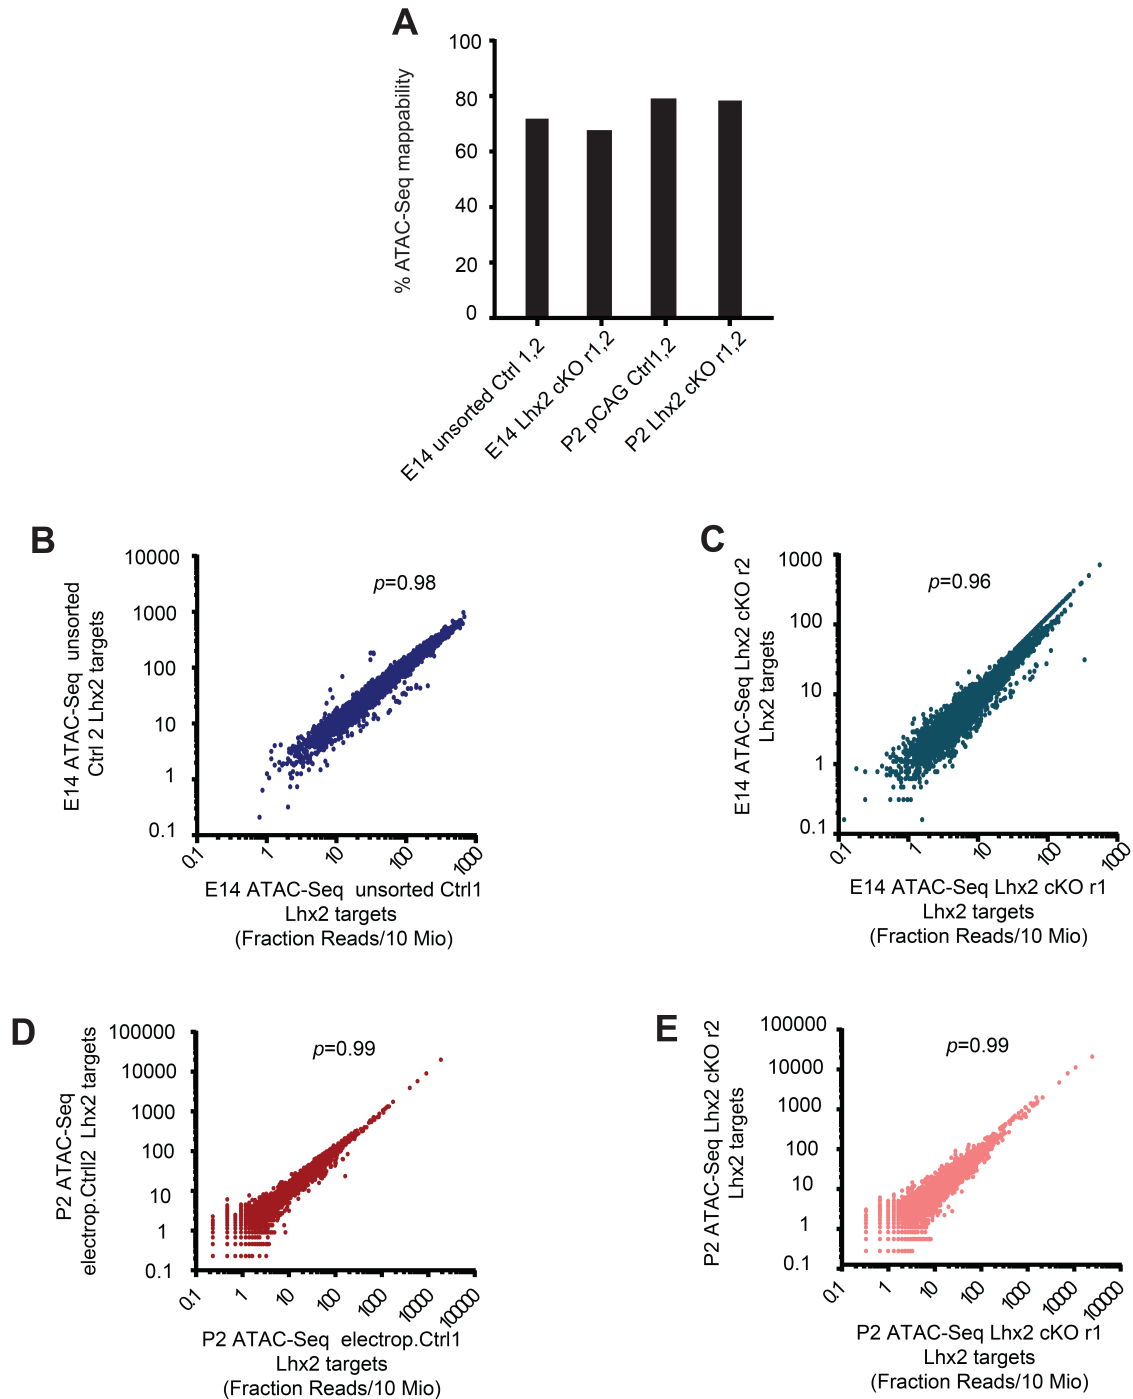 A
% ATAC-Seq mappability
100
80
60
40
20
0
E14 unsorted Ctrl 1,2
E14 Lhx2 cKO r1,2
P2 pCAG Ctrl1,2
P2 Lhx2 cKO r1,2
B
E14 ATAC-Seq unsorted
Ctrl 2 Lhx2 targets
10000
1000
100
10
1
0.1
p=0.98
0.1
1
10
100
1000
E14 ATAC-Seq unsorted Ctrl1
Lhx2 targets
(Fraction Reads/10 Mio)
C
E14 ATAC-Seq Lhx2 cKO r2
Lhx2 targets
1000
100
10
1
0.1
p=0.96
0.1
1
10
100
1000
E14 ATAC-Seq Lhx2 cKO r1
Lhx2 targets
(Fraction Reads/10 Mio)
D
P2 ATAC-Seq
electrop.Ctrll2 Lhx2 targets
100000
10000
1000
100
10
1
0.1
p=0.99
0.1
1
10
100
1000
10000
100000
P2 ATAC-Seq electrop.Ctrl1
Lhx2 targets
(Fraction Reads/10 Mio)
E
P2 ATAC-Seq Lhx2 cKO r2
Lhx2 targets
100000
10000
1000
100
10
1
0.1
p=0.99
0.1
1
10
100
1000
10000
100000
P2 ATAC-Seq Lhx2 cKO r1
Lhx2 targets
(Fraction Reads/10 Mio)